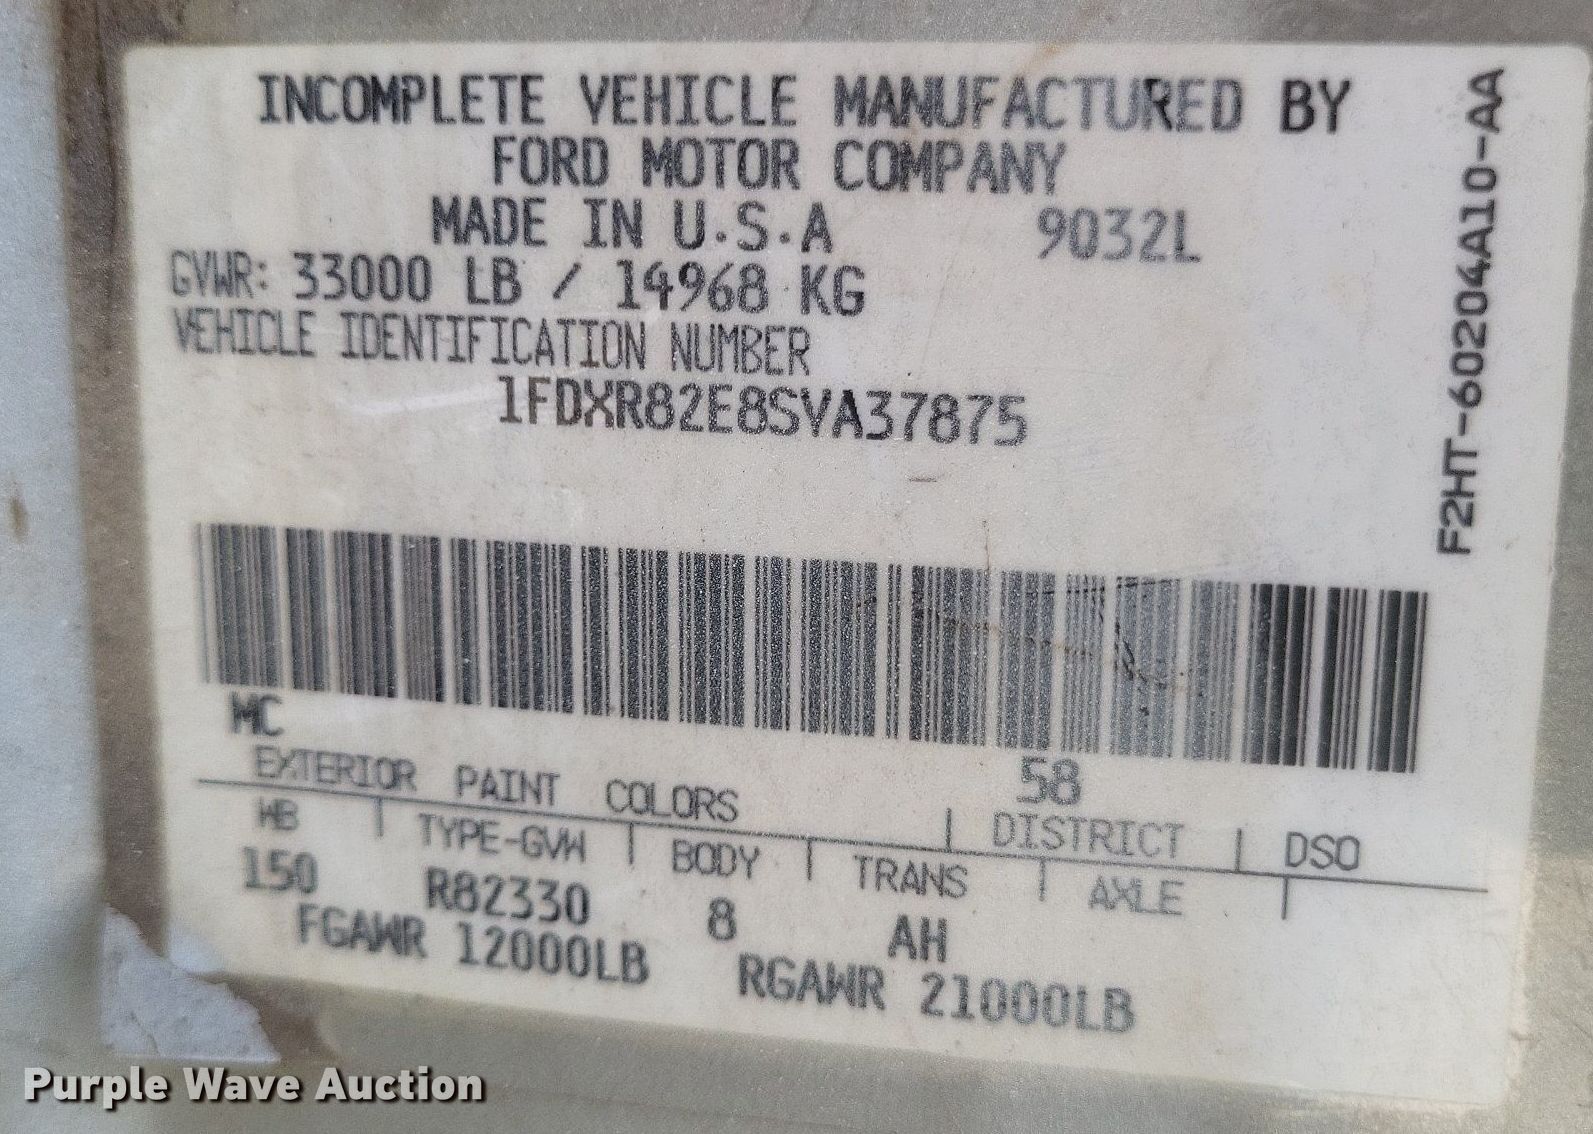 INCOMPLETE VEHICLE MANUFACTURED BY
FORD MOTOR COMPANY
MADE IN U.S.A 9032L
GVWR: 33000 LB / 14968 KG
VEHICLE IDENTIFICATION NUMBER
1FDXR82E8SVA37875
F2HT-60204A10-AA
MC
58
EXTERIOR PAINT COLORS DISTRICT DSO
WB TYPE-GVW BODY TRANS AXLE
150 R82330 8 AH
FGAWR 12000LB RGAWR 21000LB
Purple Wave Auction